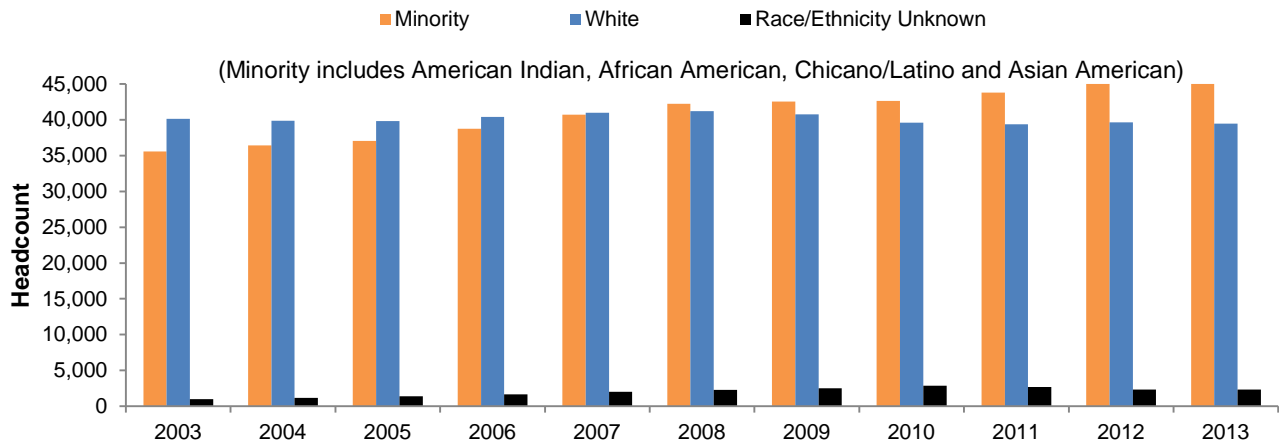 Minority White Race/Ethnicity Unknown
(Minority includes American Indian, African American, Chicano/Latino and Asian American)
Headcount
45,000
40,000
35,000
30,000
25,000
20,000
15,000
10,000
5,000
0
2003 2004 2005 2006 2007 2008 2009 2010 2011 2012 2013